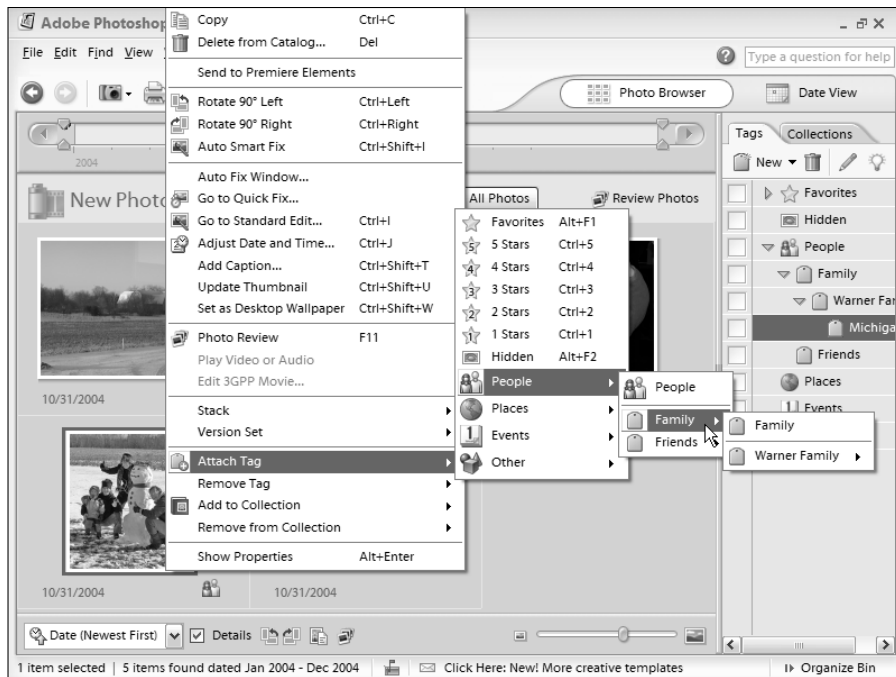 Adobe Photoshop
File Edit Find View
Type a question for help
Photo Browser
Date View
2004
New Photo
All Photos
Review Photos
10/31/2004
10/31/2004
10/31/2004
Copy Ctrl+C
Delete from Catalog... Del
Send to Premiere Elements
Rotate 90° Left Ctrl+Left
Rotate 90° Right Ctrl+Right
Auto Smart Fix Ctrl+Shift+I
Auto Fix Window...
Go to Quick Fix...
Go to Standard Edit... Ctrl+I
Adjust Date and Time... Ctrl+J
Add Caption... Ctrl+Shift+T
Update Thumbnail Ctrl+Shift+U
Set as Desktop Wallpaper Ctrl+Shift+W
Photo Review F11
Play Video or Audio
Edit 3GPP Movie...
Stack
Version Set
Attach Tag
Remove Tag
Add to Collection
Remove from Collection
Show Properties Alt+Enter
Favorites Alt+F1
5 Stars Ctrl+5
4 Stars Ctrl+4
3 Stars Ctrl+3
2 Stars Ctrl+2
1 Stars Ctrl+1
Hidden Alt+F2
People
Places
Events
Other
People
Family
Friends
Family
Warner Family
Tags Collections
New
Favorites
Hidden
People
Family
Warner Far
Michiga
Friends
Places
Events
Date (Newest First)
Details
1 item selected | 5 items found dated Jan 2004 - Dec 2004
Click Here: New! More creative templates
Organize Bin